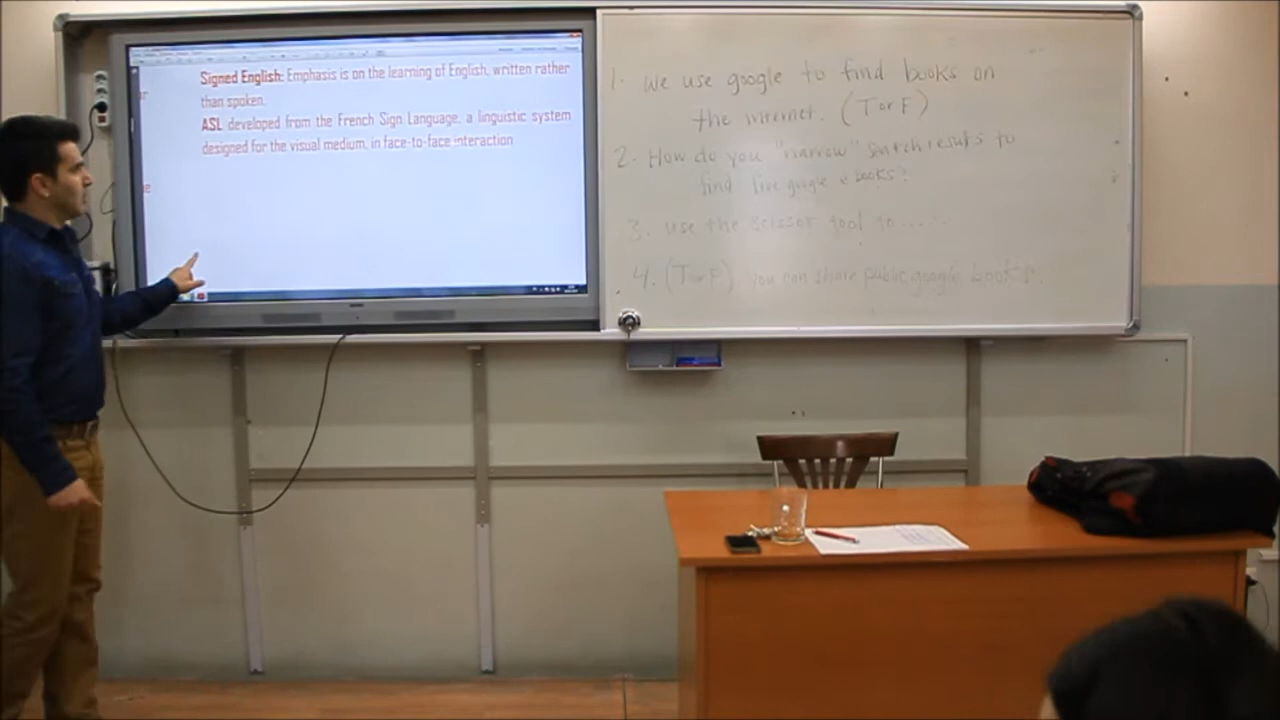 Signed English: Emphasis is on the learning of English, written rather
than spoken.
ASL developed from the French Sign Language, a linguistic system
designed for the visual medium, in face-to-face interaction
1. we use google to find books on
the internet. (T or F)
2. How do you "narrow" search results to
find free google e books?
3. use the scissor tool to ......
4. (T or F) you can share public google books.